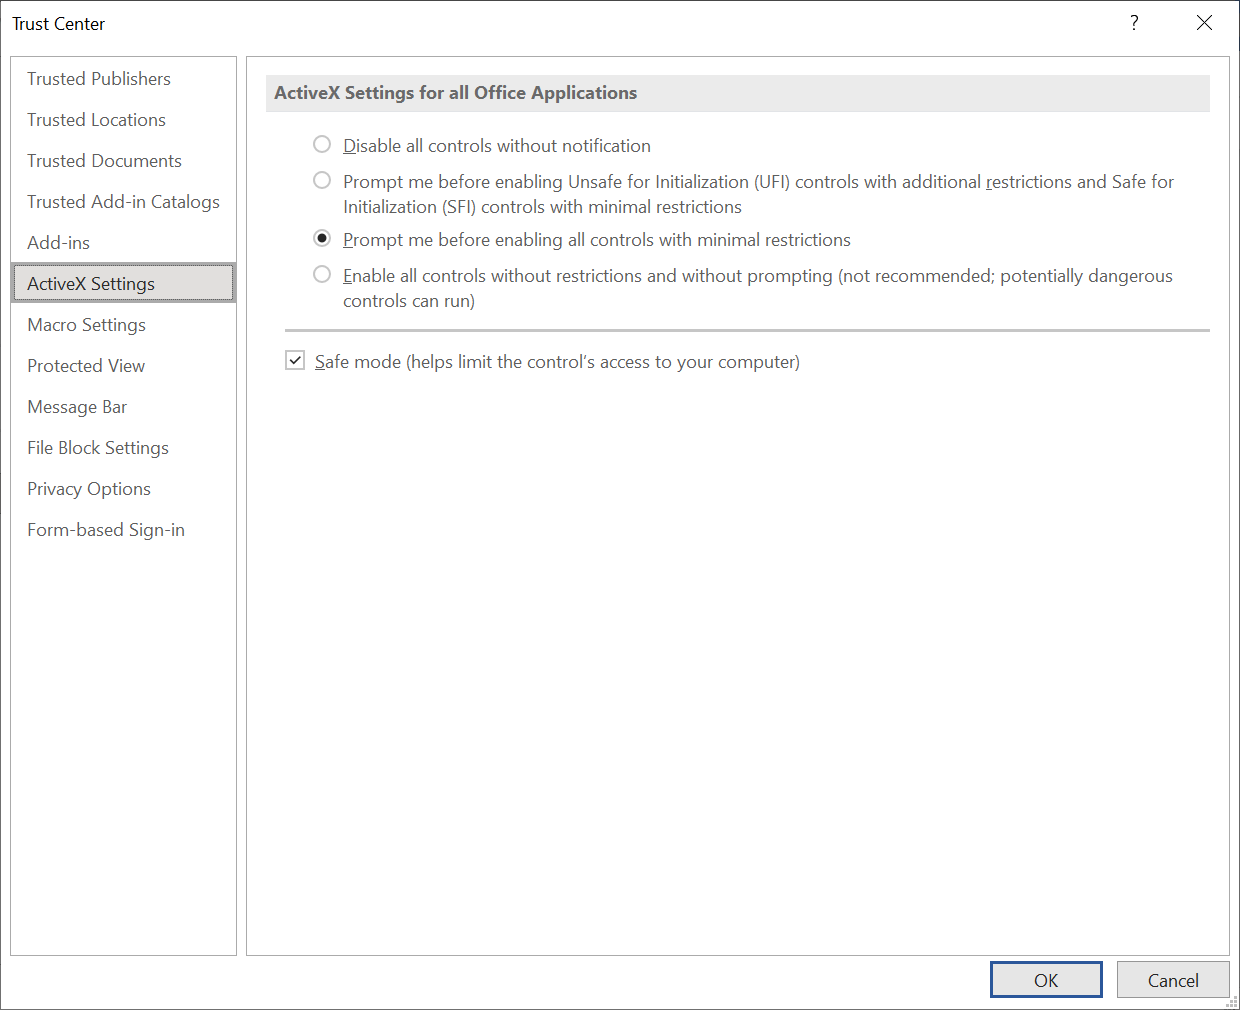 Trust Center
?
Trusted Publishers
Trusted Locations
Trusted Documents
Trusted Add-in Catalogs
Add-ins
ActiveX Settings
Macro Settings
Protected View
Message Bar
File Block Settings
Privacy Options
Form-based Sign-in
ActiveX Settings for all Office Applications
Disable all controls without notification
Prompt me before enabling Unsafe for Initialization (UFI) controls with additional restrictions and Safe for
Initialization (SFI) controls with minimal restrictions
Prompt me before enabling all controls with minimal restrictions
Enable all controls without restrictions and without prompting (not recommended; potentially dangerous
controls can run)
Safe mode (helps limit the control's access to your computer)
OK
Cancel